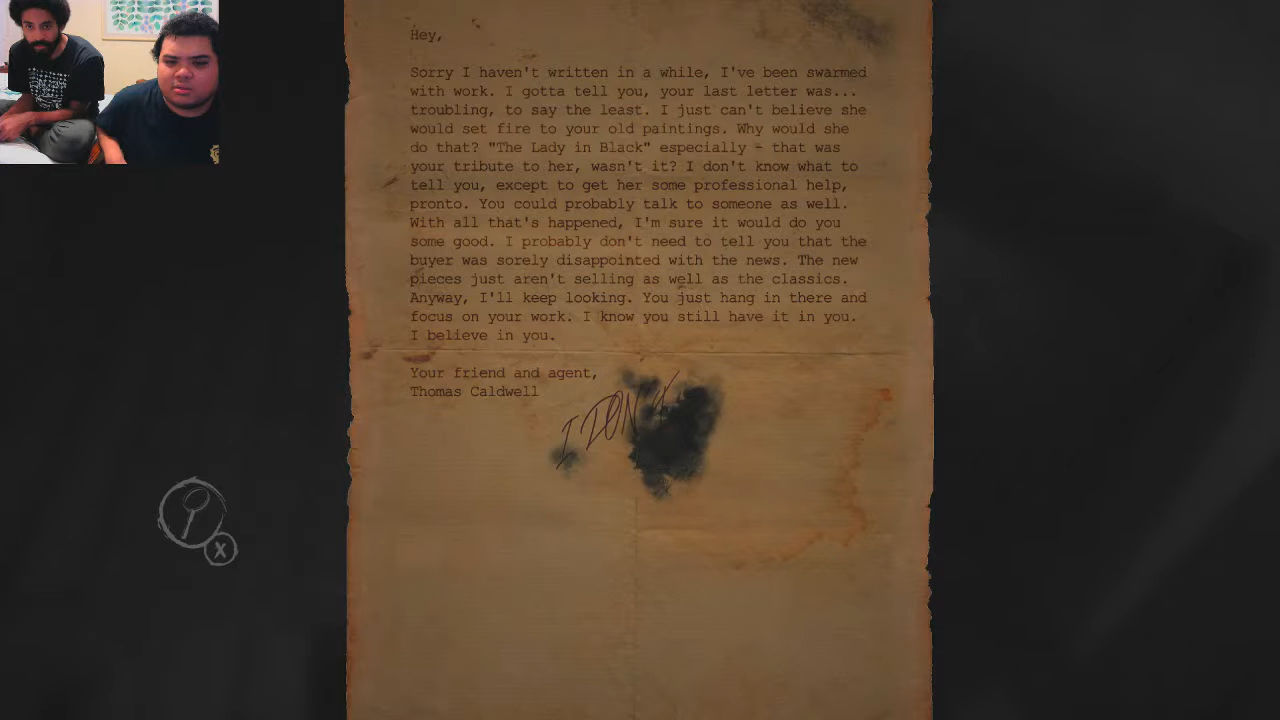 Hey,
Sorry I haven't written in a while, I've been swarmed
with work. I gotta tell you, your last letter was...
troubling, to say the least. I just can't believe she
would set fire to your old paintings. Why would she
do that? "The Lady in Black" especially - that was
your tribute to her, wasn't it? I don't know what to
tell you, except to get her some professional help,
pronto. You could probably talk to someone as well.
With all that's happened, I'm sure it would do you
some good. I probably don't need to tell you that the
buyer was sorely disappointed with the news. The new
pieces just aren't selling as well as the classics.
Anyway, I'll keep looking. You just hang in there and
focus on your work. I know you still have it in you.
I believe in you.
Your friend and agent,
Thomas Caldwell
I DON'T
X